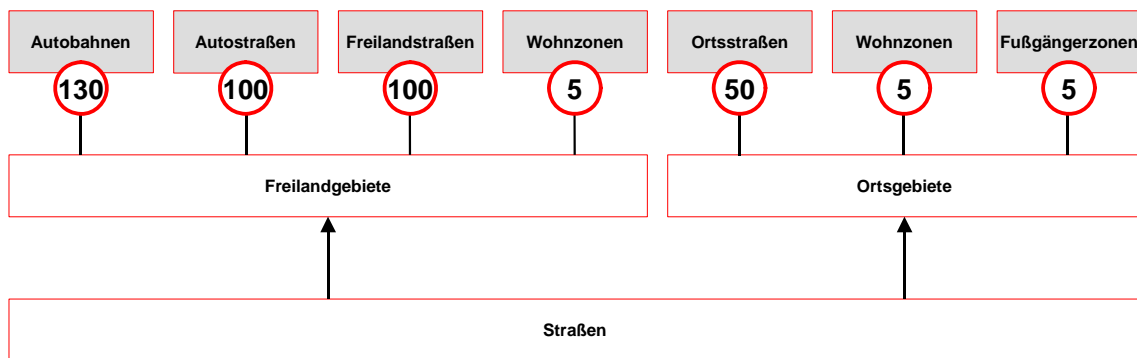 Autobahnen
Autostraßen
Freilandstraßen
Wohnzonen
Ortsstraßen
Wohnzonen
Fußgängerzonen
130
100
100
5
50
5
5
Freilandgebiete
Ortsgebiete
Straßen